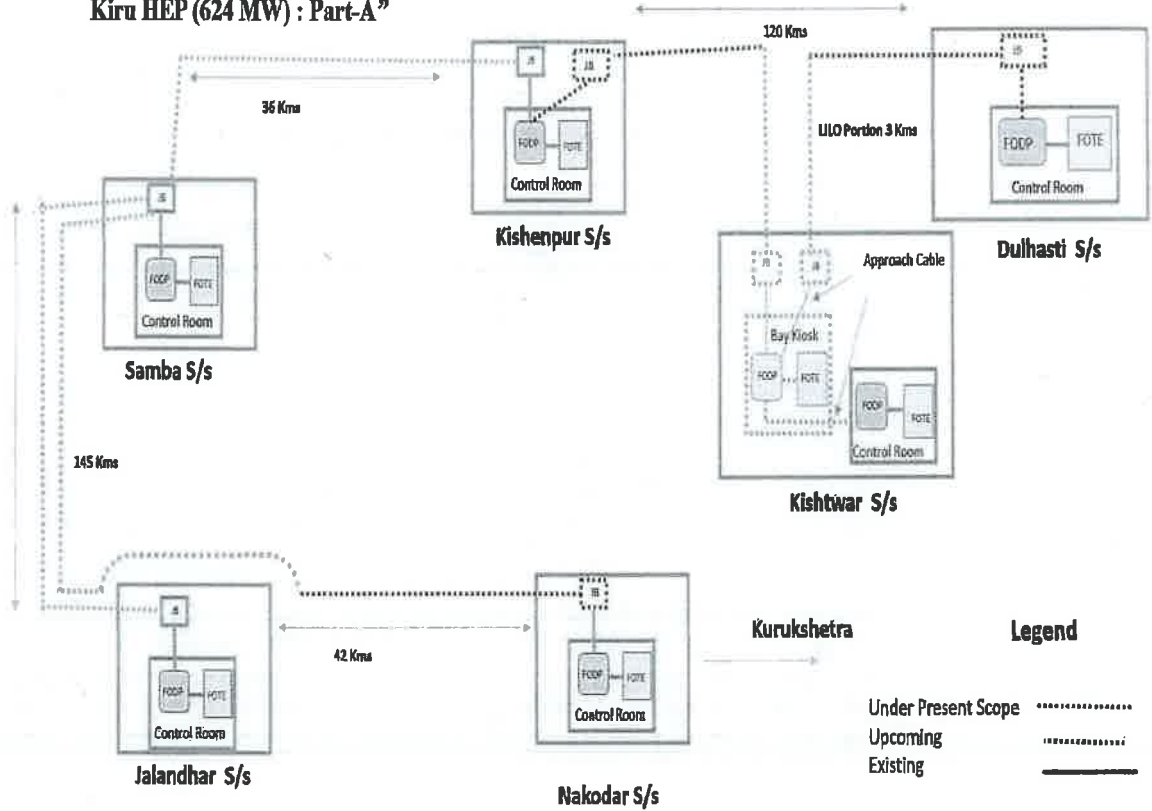 Kiru HEP (624 MW) : Part-A”
120 Kms
36 Kms
JB
JB
FODP
FOTE
Control Room
Kishenpur S/s
JB
LILO Portion 3 Kms
FODP
FOTE
Control Room
Dulhasti S/s
JB
FODP
FOTE
Control Room
Samba S/s
JB
JB
Approach Cable
Bay Kiosk
FODP
FOTE
FODP
FOTE
Control Room
Kishtwar S/s
145 Kms
JB
FODP
FOTE
Control Room
Jalandhar S/s
42 Kms
JB
FODP
FOTE
Control Room
Nakodar S/s
Kurukshetra
Legend
Under Present Scope
Upcoming
Existing